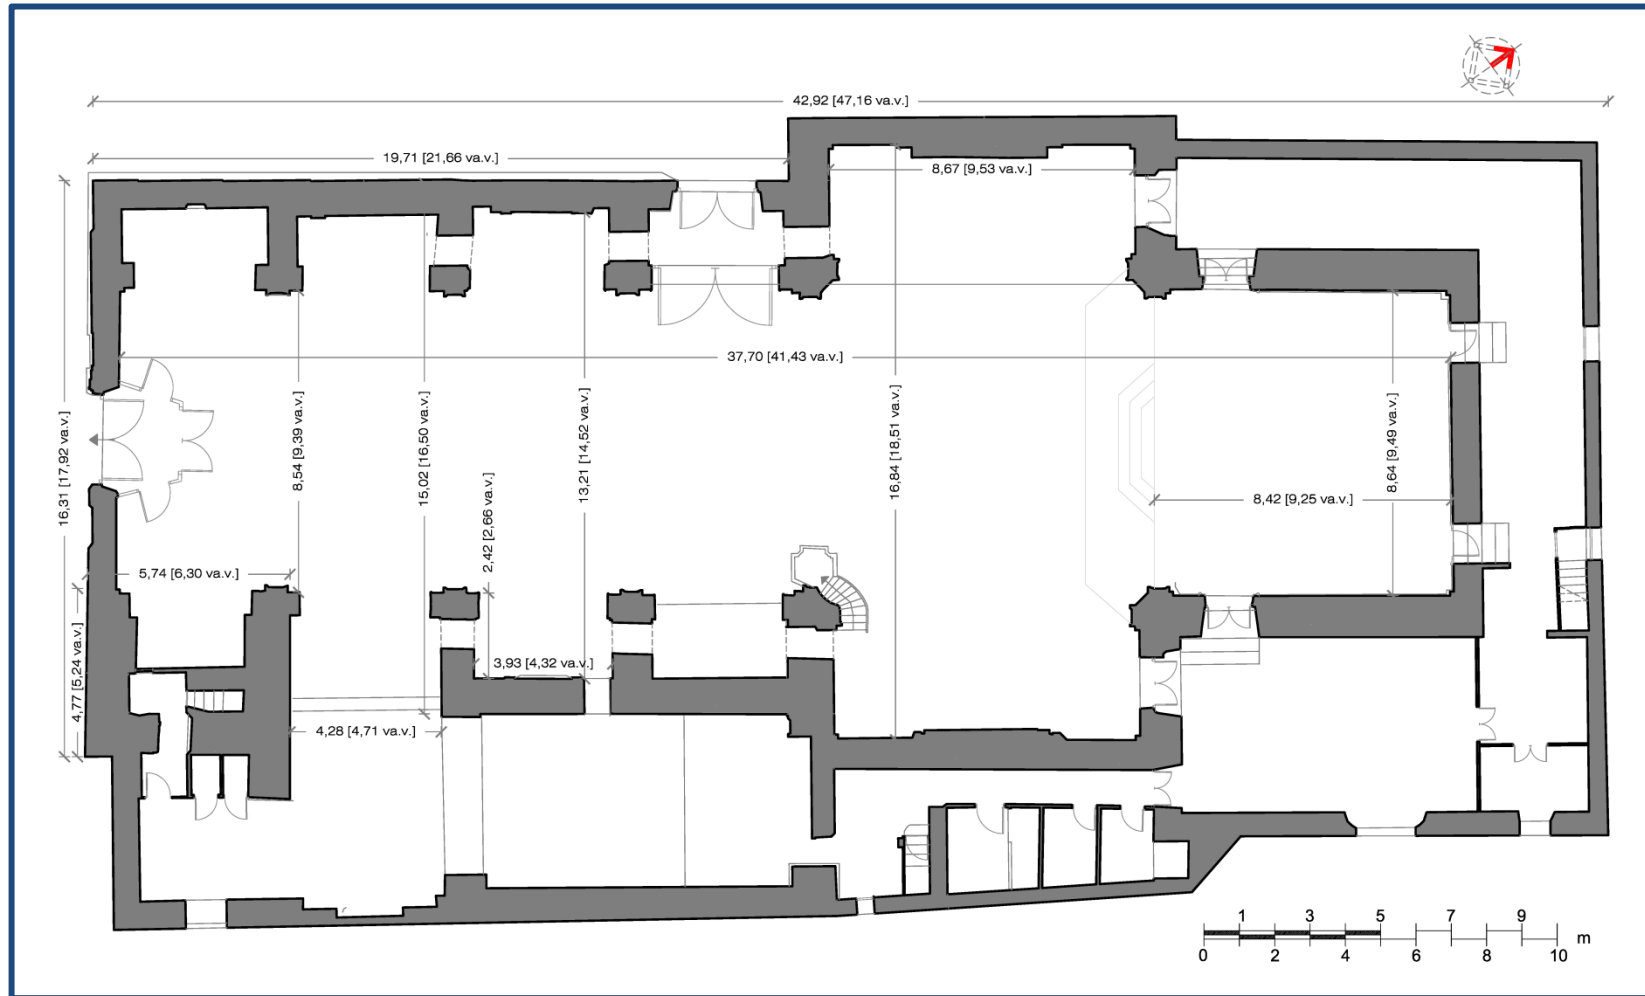 42,92 [47,16 va.v.]
19,71 [21,66 va.v.]
8,67 [9,53 va.v.]
37,70 [41,43 va.v.]
16,31 [17,92 va.v.]
8,54 [9,39 va.v.]
15,02 [16,50 va.v.]
13,21 [14,52 va.v.]
16,84 [18,51 va.v.]
8,64 [9,49 va.v.]
2,42 [2,66 va.v.]
8,42 [9,25 va.v.]
5,74 [6,30 va.v.]
4,77 [5,24 va.v.]
3,93 [4,32 va.v.]
4,28 [4,71 va.v.]
1 3 5 7 9
m
0 2 4 6 8 10